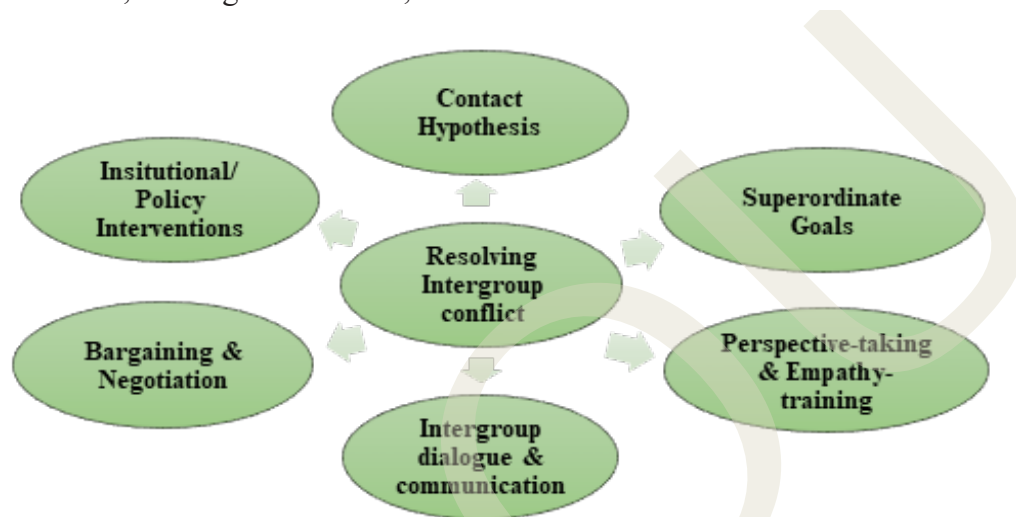 Contact
Hypothesis
Insitutional/
Policy
Interventions
Superordinate
Goals
Resolving
Intergroup
conflict
Bargaining &
Negotiation
Perspective-taking
& Empathy-
training
Intergroup
dialogue &
communication